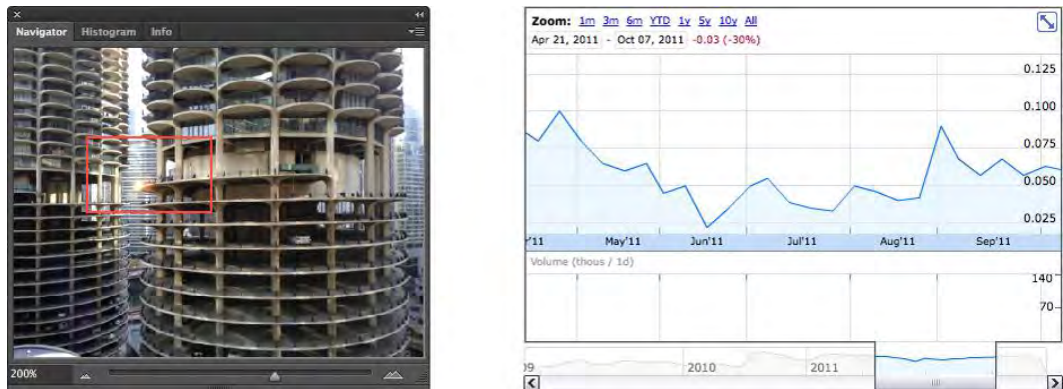 Navigator Histogram Info
200%
Zoom: 1m 3m 6m YTD 1y 5y 10y All
Apr 21, 2011 - Oct 07, 2011 -0.03 (-30%)
0.125
0.100
0.075
0.050
0.025
'11 May'11 Jun'11 Jul'11 Aug'11 Sep'11
Volume (thous / 1d)
140
70
09 2010 2011